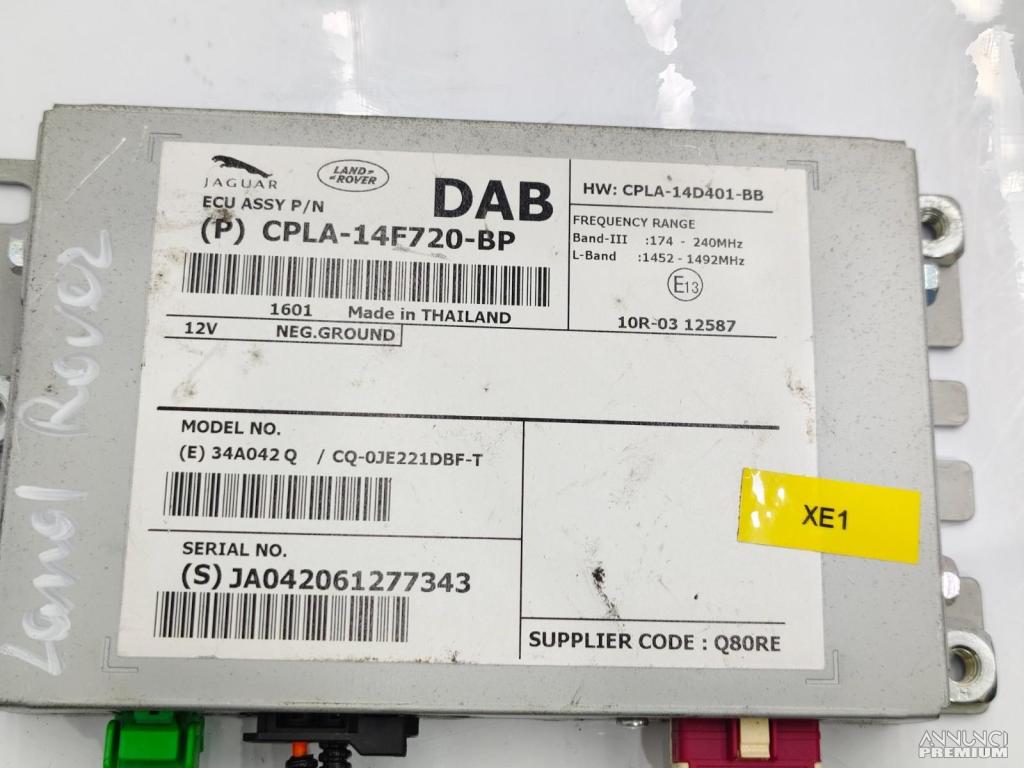 JAGUAR
LAND-
-ROVER
DAB
ECU ASSY P/N
(P) CPLA-14F720-BP
1601 Made in THAILAND
12V NEG.GROUND
HW: CPLA-14D401-BB
FREQUENCY RANGE
Band-III :174 - 240MHz
L-Band :1452 - 1492MHz
E13
10R-03 12587
MODEL NO.
(E) 34A042Q / CQ-0JE221DBF-T
SERIAL NO.
(S) JA042061277343
SUPPLIER CODE : Q80RE
XE1
Land Rover
ANNUNCI
PREMIUM